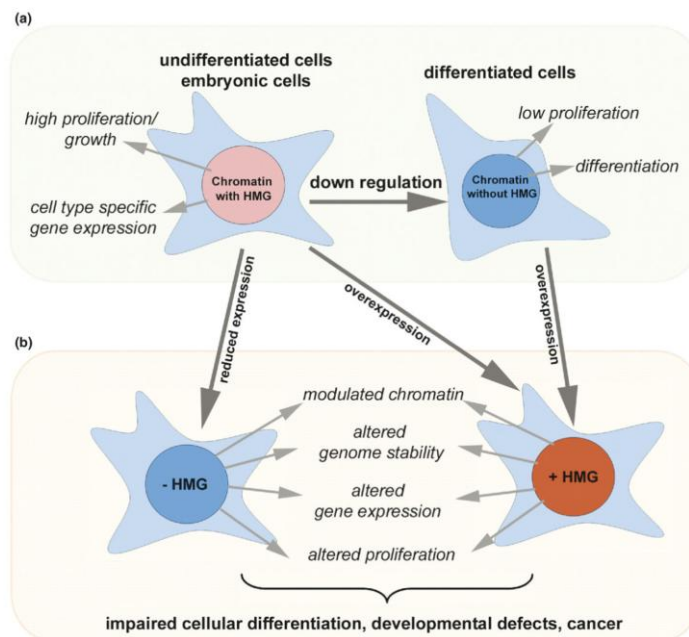 (a)
undifferentiated cells
embryonic cells
differentiated cells
high proliferation/
growth
low proliferation
differentiation
Chromatin
with HMG
down regulation
Chromatin
without HMG
cell type specific
gene expression
reduced expression
overexpression
overexpression
(b)
modulated chromatin
altered
genome stability
- HMG
+ HMG
altered
gene expression
altered proliferation
impaired cellular differentiation, developmental defects, cancer